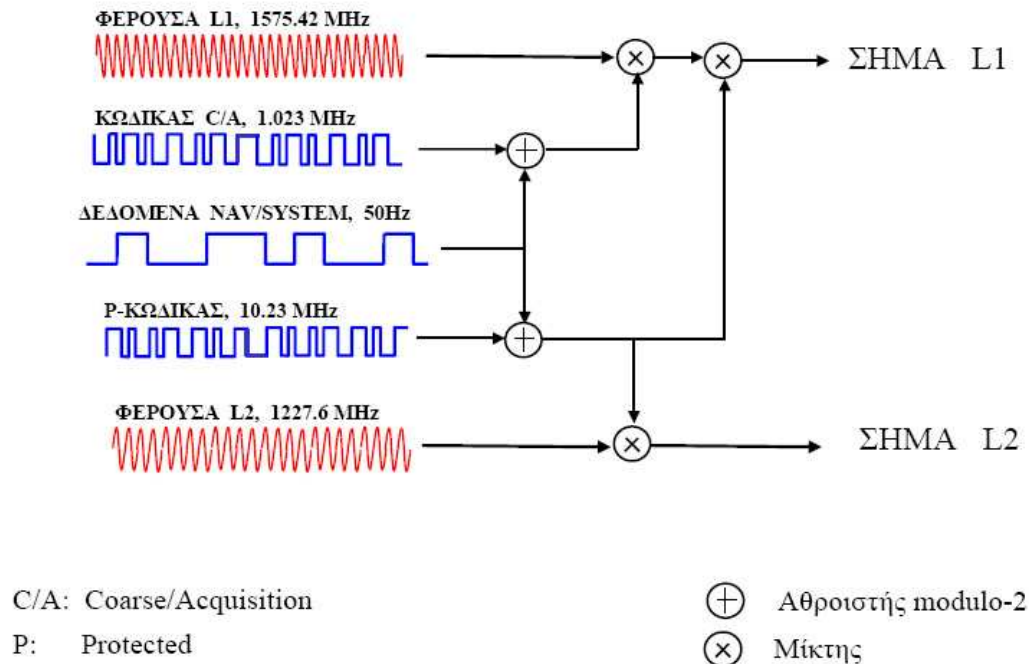 ΦΕΡΟΥΣΑ L1, 1575.42 MHz
ΣΗΜΑ L1
ΚΩΔΙΚΑΣ C/A, 1.023 MHz
ΔΕΔΟΜΕΝΑ NAV/SYSTEM, 50Hz
P-ΚΩΔΙΚΑΣ, 10.23 MHz
ΦΕΡΟΥΣΑ L2, 1227.6 MHz
ΣΗΜΑ L2
C/A: Coarse/Acquisition
Αθροιστής modulo-2
P: Protected
Μίκτης